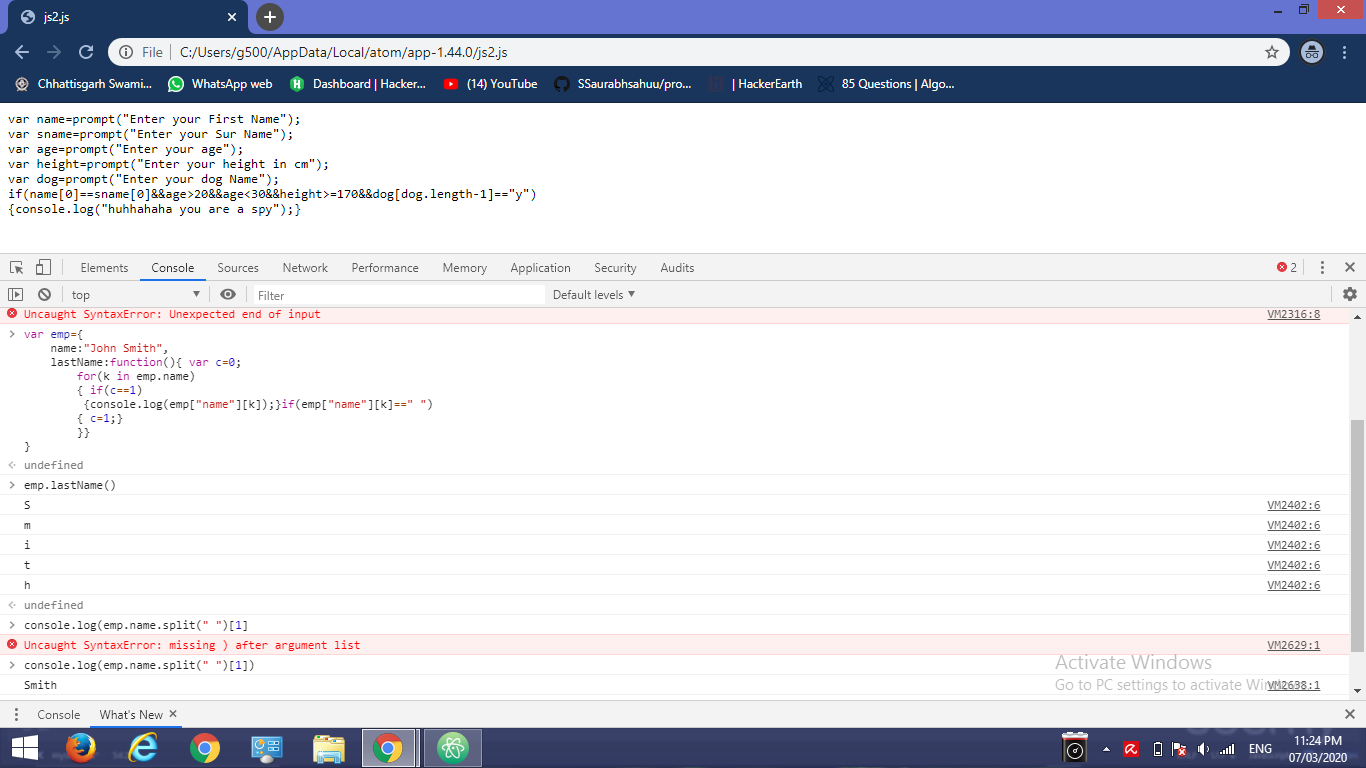 js2.js
File
C:/Users/g500/AppData/Local/atom/app-1.44.0/js2.js
Chhattisgarh Swami...
WhatsApp web
Dashboard | Hacker...
(14) YouTube
SSaurabhsahuu/pro...
| HackerEarth
85 Questions | Algo...
var name=prompt("Enter your First Name");
var sname=prompt("Enter your Sur Name");
var age=prompt("Enter your age");
var height=prompt("Enter your height in cm");
var dog=prompt("Enter your dog Name");
if(name[0]==sname[0]&&age>20&&age<30&&height>=170&&dog[dog.length-1]=="y")
{console.log("huhhahaha you are a spy");}
Elements Console Sources Network Performance Memory Application Security Audits 2
top Filter Default levels
Uncaught SyntaxError: Unexpected end of input VM2316:8
> var emp={
name:"John Smith",
lastName:function(){ var c=0;
for(k in emp.name)
{ if(c==1)
{console.log(emp["name"][k]);}if(emp["name"][k]==" ")
{ c=1;}
}}
}
undefined
> emp.lastName()
S VM2402:6
m VM2402:6
i VM2402:6
t VM2402:6
h VM2402:6
undefined
> console.log(emp.name.split(" ")[1]
Uncaught SyntaxError: missing ) after argument list VM2629:1
> console.log(emp.name.split(" ")[1])
Smith VM2638:1
Activate Windows
Go to PC settings to activate Windows.
Console What's New
ENG
11:24 PM
07/03/2020